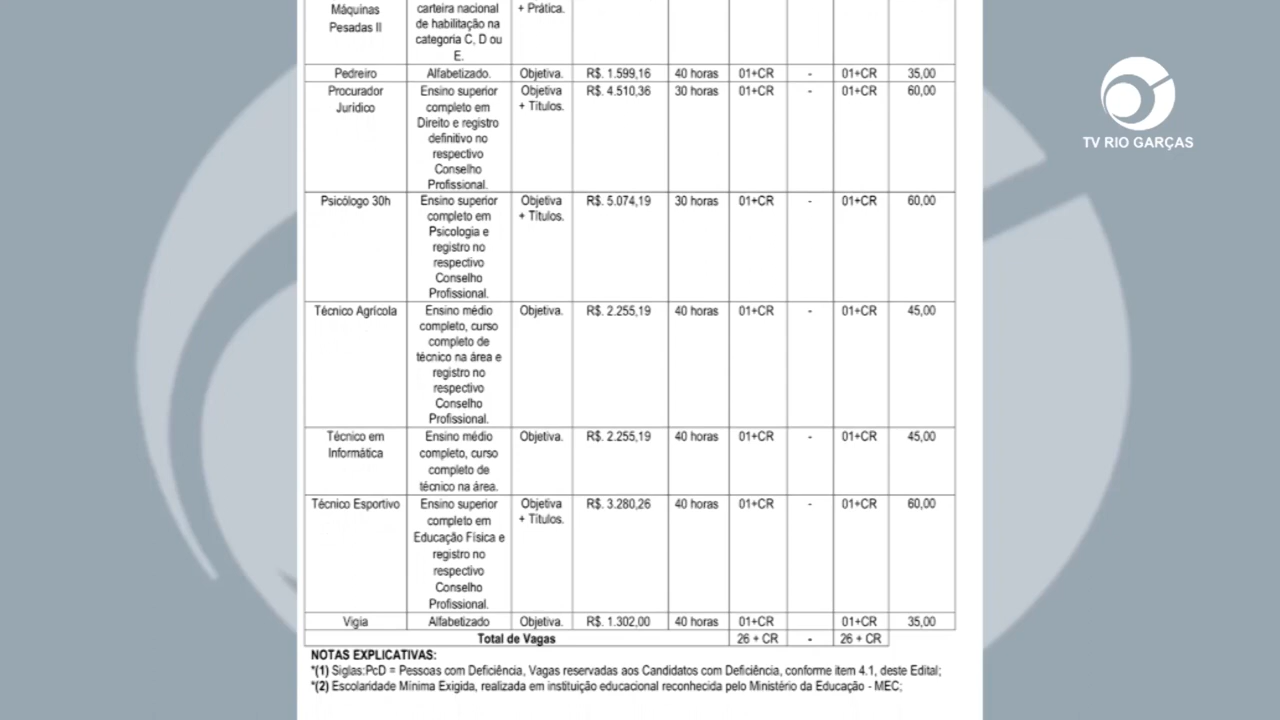 Máquinas Pesadas II | carteira nacional de habilitação na categoria C, D ou E. | + Prática.
Pedreiro | Alfabetizado. | Objetiva. | R$. 1.599,16 | 40 horas | 01+CR | - | 01+CR | 35,00
Procurador Jurídico | Ensino superior completo em Direito e registro definitivo no respectivo Conselho Profissional. | Objetiva + Títulos. | R$. 4.510,36 | 30 horas | 01+CR | - | 01+CR | 60,00
Psicólogo 30h | Ensino superior completo em Psicologia e registro no respectivo Conselho Profissional. | Objetiva + Títulos. | R$. 5.074,19 | 30 horas | 01+CR | - | 01+CR | 60,00
Técnico Agrícola | Ensino médio completo, curso completo de técnico na área e registro no respectivo Conselho Profissional. | Objetiva. | R$. 2.255,19 | 40 horas | 01+CR | - | 01+CR | 45,00
Técnico em Informática | Ensino médio completo, curso completo de técnico na área. | Objetiva. | R$. 2.255,19 | 40 horas | 01+CR | - | 01+CR | 45,00
Técnico Esportivo | Ensino superior completo em Educação Física e registro no respectivo Conselho Profissional. | Objetiva + Títulos. | R$. 3.280,26 | 40 horas | 01+CR | - | 01+CR | 60,00
Vigia | Alfabetizado | Objetiva. | R$. 1.302,00 | 40 horas | 01+CR | | 01+CR | 35,00
Total de Vagas | 26 + CR | - | 26 + CR
NOTAS EXPLICATIVAS:
*(1) Siglas:PcD = Pessoas com Deficiência, Vagas reservadas aos Candidatos com Deficiência, conforme item 4.1, deste Edital;
*(2) Escolaridade Mínima Exigida, realizada em instituição educacional reconhecida pelo Ministério da Educação - MEC;
TV RIO GARÇAS